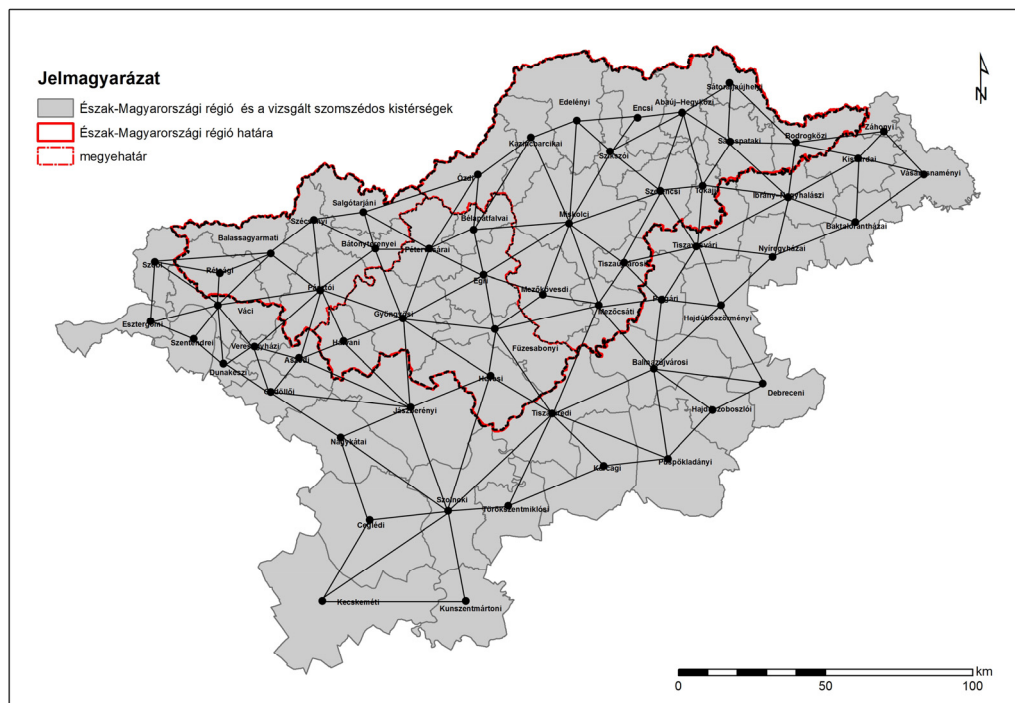 Jelmagyarázat
Észak-Magyarországi régió és a vizsgált szomszédos kistérségek
Észak-Magyarországi régió határa
megyehatár
N
Sátoraljaújhelyi
Abaúj–Hegyközi
Encsi
Edelényi
Kazincbarcikai
Szikszói
Sárospataki
Bodrogközi
Záhonyi
Kisvárdai
Vásárosnaményi
Ózdi
Szerencsi
Tokaji
Ibrány–Nagyhalászi
Salgótarjáni
Szécsényi
Bélapátfalvai
Miskolci
Baktalórántházai
Balassagyarmati
Bátonyterenyei
Pétervásárai
Tiszavasvári
Nyíregyházai
Szobi
Rétsági
Egri
Tiszaújvárosi
Pásztói
Mezőkövesdi
Polgári
Váci
Gyöngyösi
Mezőcsáti
Hajdúböszörményi
Esztergomi
Szentendrei
Veresegyházi
Hatvani
Füzesabonyi
Dunakeszi
Aszódi
Balmazújvárosi
Hevesi
Debreceni
Gödöllői
Jászberényi
Tiszafüredi
Hajdúszoboszlói
Nagykátai
Karcagi
Püspökladányi
Szolnoki
Törökszentmiklósi
Ceglédi
Kecskeméti
Kunszentmártoni
km
0 50 100